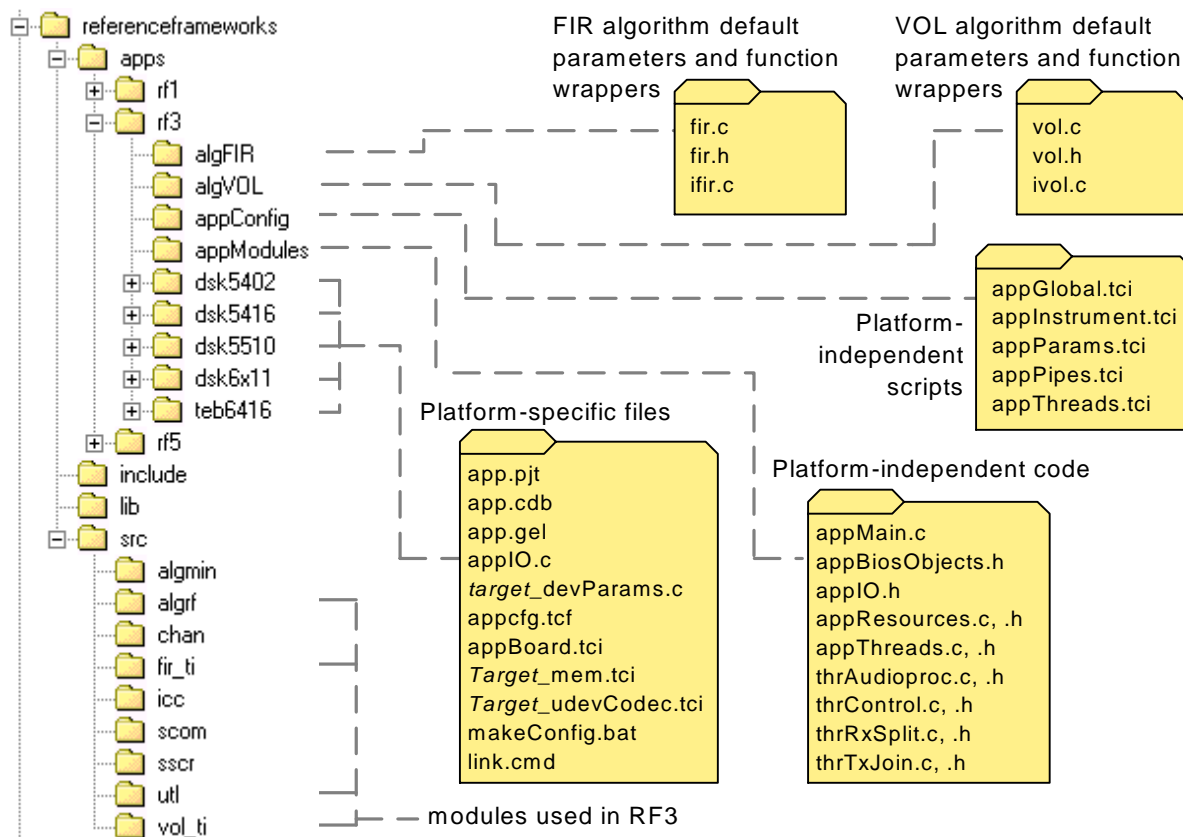 referenceframeworks
apps
rf1
rf3
algFIR
algVOL
appConfig
appModules
dsk5402
dsk5416
dsk5510
dsk6x11
teb6416
rf5
include
lib
src
algmin
algrf
chan
fir_ti
icc
scom
sscr
utl
vol_ti
FIR algorithm default
parameters and function
wrappers
fir.c
fir.h
ifir.c
VOL algorithm default
parameters and function
wrappers
vol.c
vol.h
ivol.c
Platform-
independent
scripts
appGlobal.tci
appInstrument.tci
appParams.tci
appPipes.tci
appThreads.tci
Platform-specific files
app.pjt
app.cdb
app.gel
appIO.c
target_devParams.c
appcfg.tcf
appBoard.tci
Target_mem.tci
Target_udevCodec.tci
makeConfig.bat
link.cmd
Platform-independent code
appMain.c
appBiosObjects.h
appIO.h
appResources.c, .h
appThreads.c, .h
thrAudioproc.c, .h
thrControl.c, .h
thrRxSplit.c, .h
thrTxJoin.c, .h
modules used in RF3